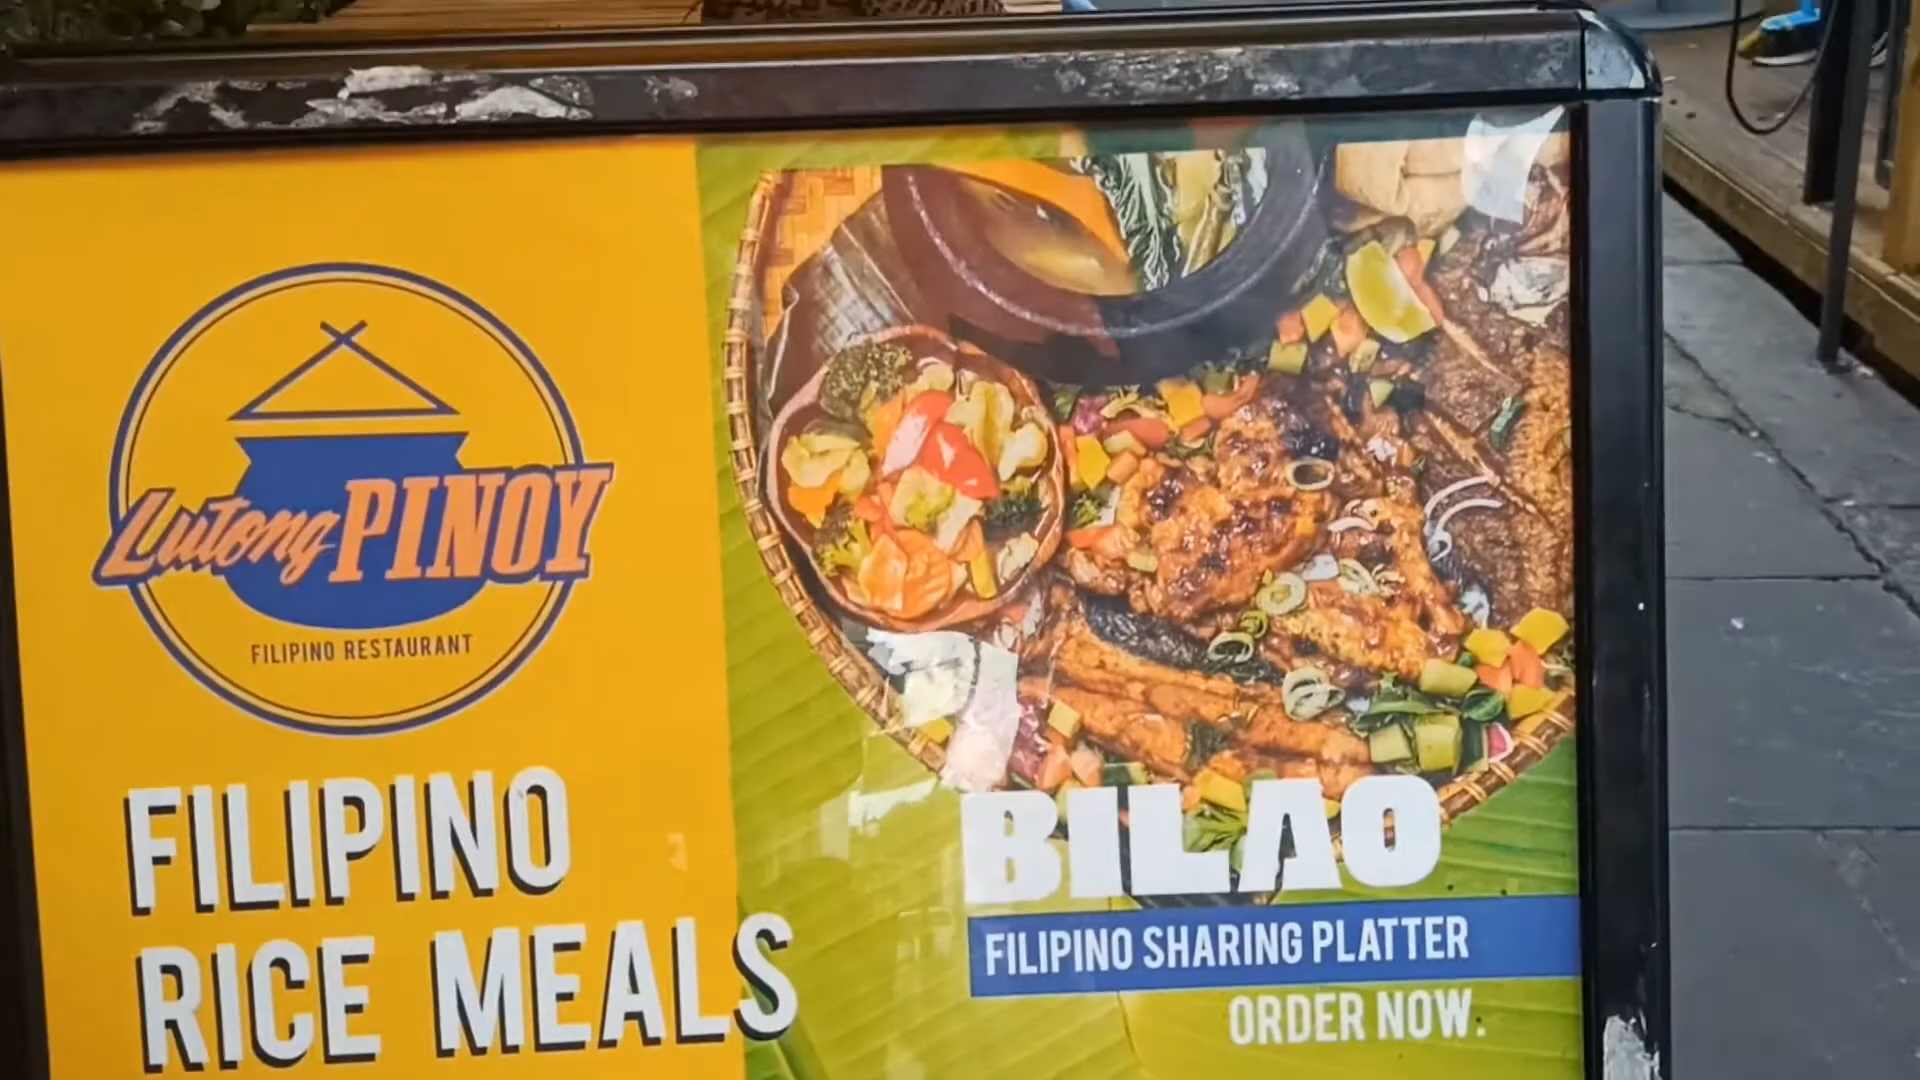 Lutong PINOY
FILIPINO RESTAURANT
FILIPINO
RICE MEALS
BILAO
FILIPINO SHARING PLATTER
ORDER NOW.